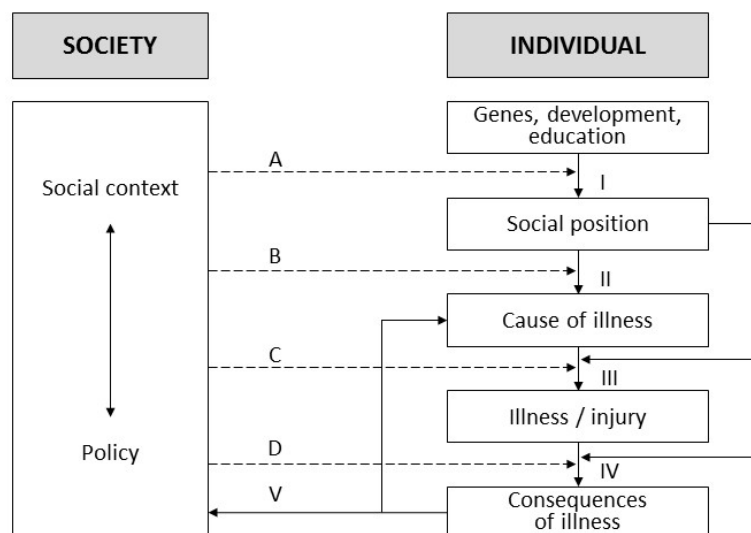 SOCIETY
INDIVIDUAL
Genes, development,
education
A
I
Social context
Social position
B
II
Cause of illness
C
III
Illness / injury
Policy
D
IV
V
Consequences
of illness